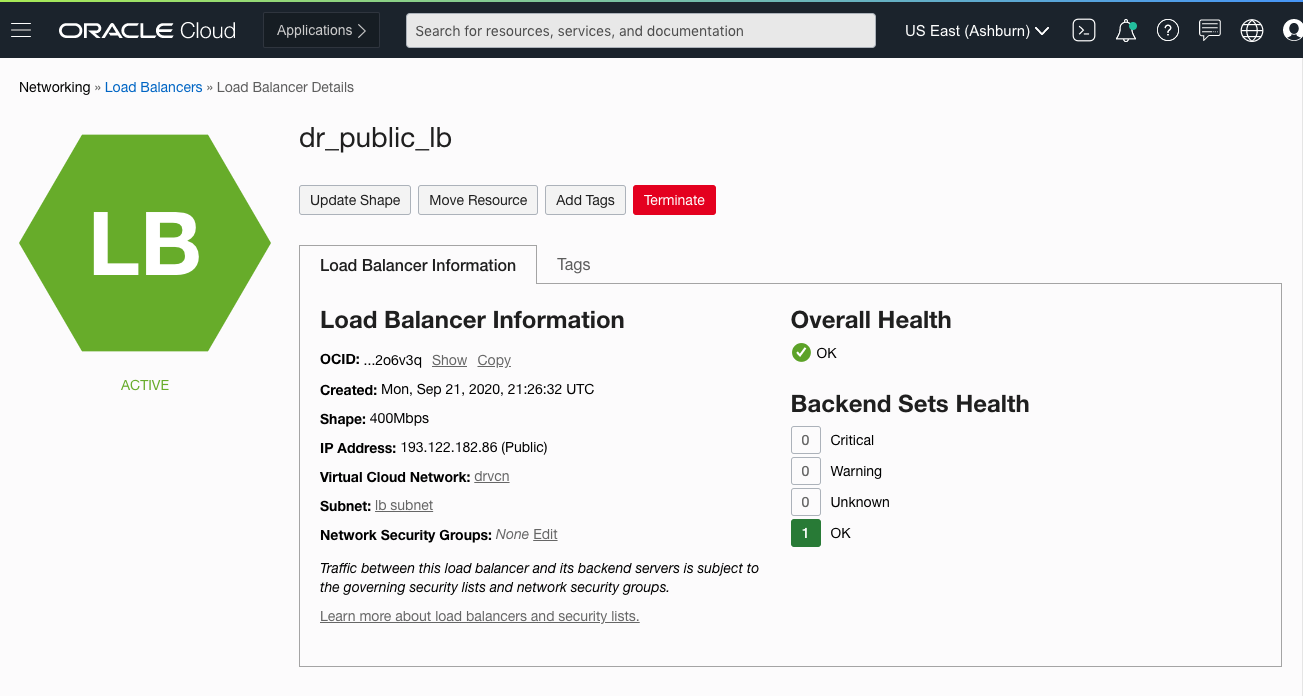 ORACLE Cloud
Applications
Search for resources, services, and documentation
US East (Ashburn)
Networking » Load Balancers » Load Balancer Details
LB
ACTIVE
dr_public_lb
Update Shape
Move Resource
Add Tags
Terminate
Load Balancer Information
Tags
Load Balancer Information
OCID: ...2o6v3q Show Copy
Created: Mon, Sep 21, 2020, 21:26:32 UTC
Shape: 400Mbps
IP Address: 193.122.182.86 (Public)
Virtual Cloud Network: drvcn
Subnet: lb subnet
Network Security Groups: None Edit
Traffic between this load balancer and its backend servers is subject to
the governing security lists and network security groups.
Learn more about load balancers and security lists.
Overall Health
OK
Backend Sets Health
0 Critical
0 Warning
0 Unknown
1 OK